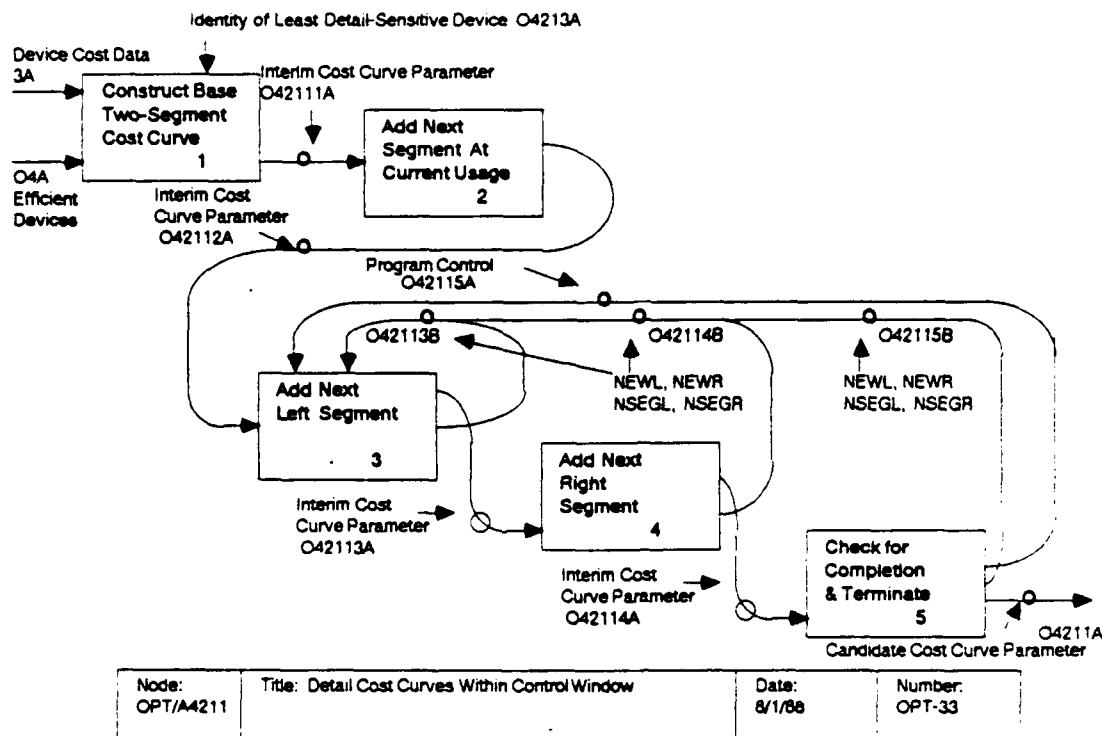 Identity of Least Detail-Sensitive Device O4213A
Device Cost Data
3A
Interim Cost Curve Parameter
O42111A
Construct Base
Two-Segment
Cost Curve
1
Add Next
Segment At
Current Usage
2
O4A
Efficient
Devices
Interim Cost
Curve Parameter
O42112A
Program Control
O42115A
O42113B
O42114B
O42115B
NEWL, NEWR
NSEGL, NSEGR
NEWL, NEWR
NSEGL, NSEGR
Add Next
Left Segment
3
Add Next
Right
Segment
4
Interim Cost
Curve Parameter
O42113A
Check for
Completion
& Terminate
5
Interim Cost
Curve Parameter
O42114A
O4211A
Candidate Cost Curve Parameter
Node:
OPT/A4211
Title: Detail Cost Curves Within Control Window
Date:
8/1/88
Number:
OPT-33